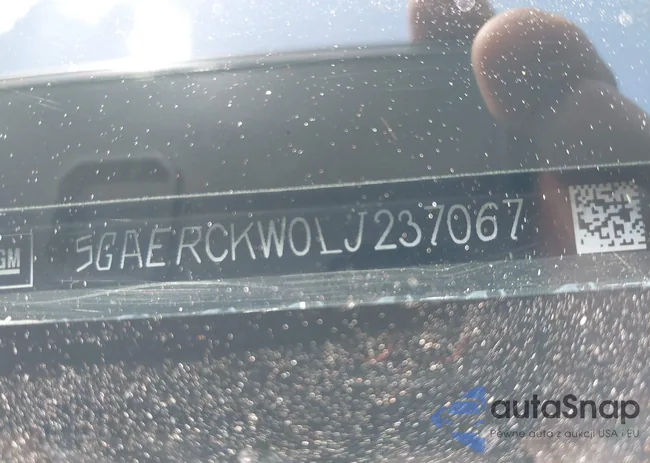 GM
5GAERCKW0LJ237067
autaSnap
Pewne auta z aukcji USA i EU